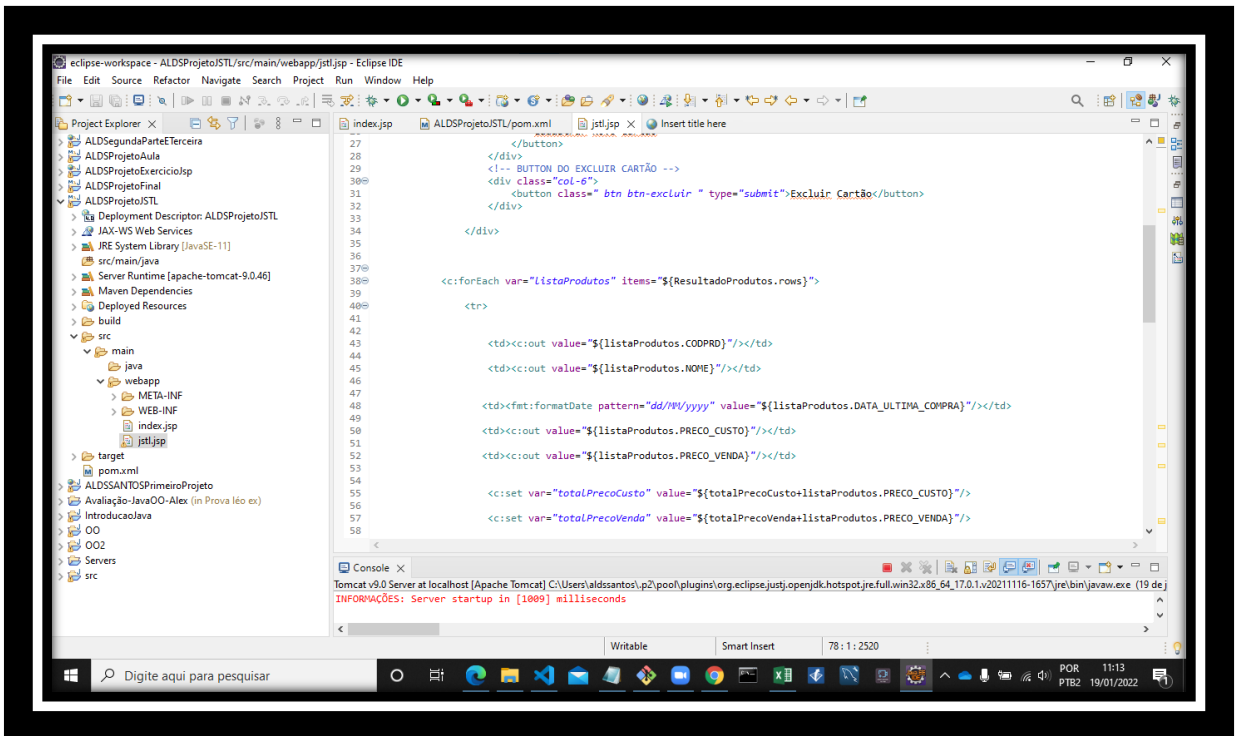 eclipse-workspace - ALDSProjetoJSTL/src/main/webapp/jstl.jsp - Eclipse IDE
File Edit Source Refactor Navigate Search Project Run Window Help
Project Explorer
index.jsp
ALDSProjetoJSTL/pom.xml
jstl.jsp
Insert title here
ALDSegundaParteETerceira
ALDSProjetoAula
ALDSProjetoExercicioJsp
ALDSProjetoFinal
ALDSProjetoJSTL
Deployment Descriptor: ALDSProjetoJSTL
JAX-WS Web Services
JRE System Library [JavaSE-11]
src/main/java
Server Runtime [apache-tomcat-9.0.46]
Maven Dependencies
Deployed Resources
build
src
main
java
webapp
META-INF
WEB-INF
index.jsp
jstl.jsp
target
pom.xml
ALDSSANTOSPrimeiroProjeto
Avaliação-JavaOO-Alex (in Prova léo ex)
IntroducaoJava
OO
OO2
Servers
src
27 </button>
28 </div>
29 <!-- BUTTON DO EXCLUIR CARTÃO -->
30 <div class="col-6">
31 <button class=" btn btn-excluir " type="submit">Excluir Cartão</button>
32 </div>
33
34 </div>
35
36
37
38 <c:forEach var="listaProdutos" items="${ResultadoProdutos.rows}">
39
40 <tr>
41
42
43 <td><c:out value="${listaProdutos.CODPRD}"/></td>
44
45 <td><c:out value="${listaProdutos.NOME}"/></td>
46
47
48 <td><fmt:formatDate pattern="dd/MM/yyyy" value="${listaProdutos.DATA_ULTIMA_COMPRA}"/></td>
49
50 <td><c:out value="${listaProdutos.PRECO_CUSTO}"/></td>
51
52 <td><c:out value="${listaProdutos.PRECO_VENDA}"/></td>
53
54
55 <c:set var="totalPrecoCusto" value="${totalPrecoCusto+listaProdutos.PRECO_CUSTO}"/>
56
57 <c:set var="totalPrecoVenda" value="${totalPrecoVenda+listaProdutos.PRECO_VENDA}"/>
58
Console
Tomcat v9.0 Server at localhost [Apache Tomcat] C:\Users\aldssantos\.p2\pool\plugins\org.eclipse.justj.openjdk.hotspot.jre.full.win32.x86_64_17.0.1.v20211116-1657\jre\bin\javaw.exe (19 de j
INFORMAÇÕES: Server startup in [1009] milliseconds
Writable
Smart Insert
78 : 1 : 2520
Digite aqui para pesquisar
POR 11:13
PTB2 19/01/2022